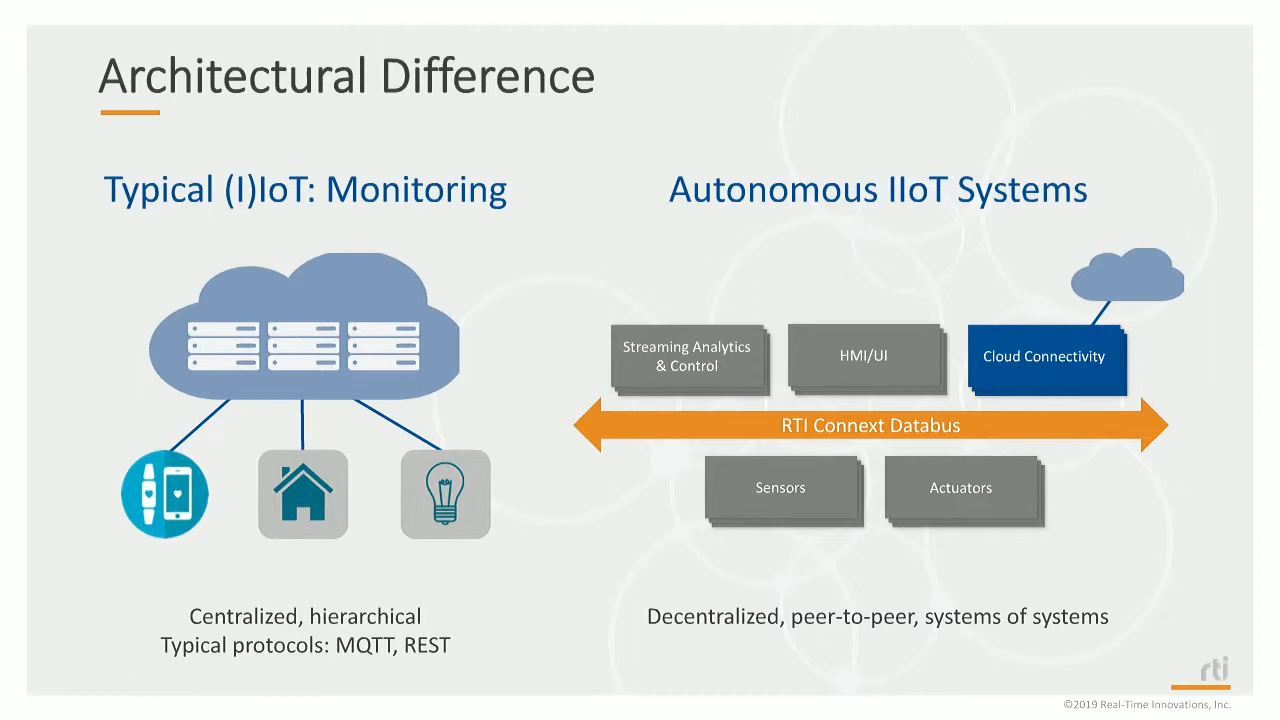 Architectural Difference
Typical (I)IoT: Monitoring
Centralized, hierarchical
Typical protocols: MQTT, REST
Autonomous IIoT Systems
Streaming Analytics
& Control
HMI/UI
Cloud Connectivity
RTI Connext Databus
Sensors
Actuators
Decentralized, peer-to-peer, systems of systems
rti
©2019 Real-Time Innovations, Inc.